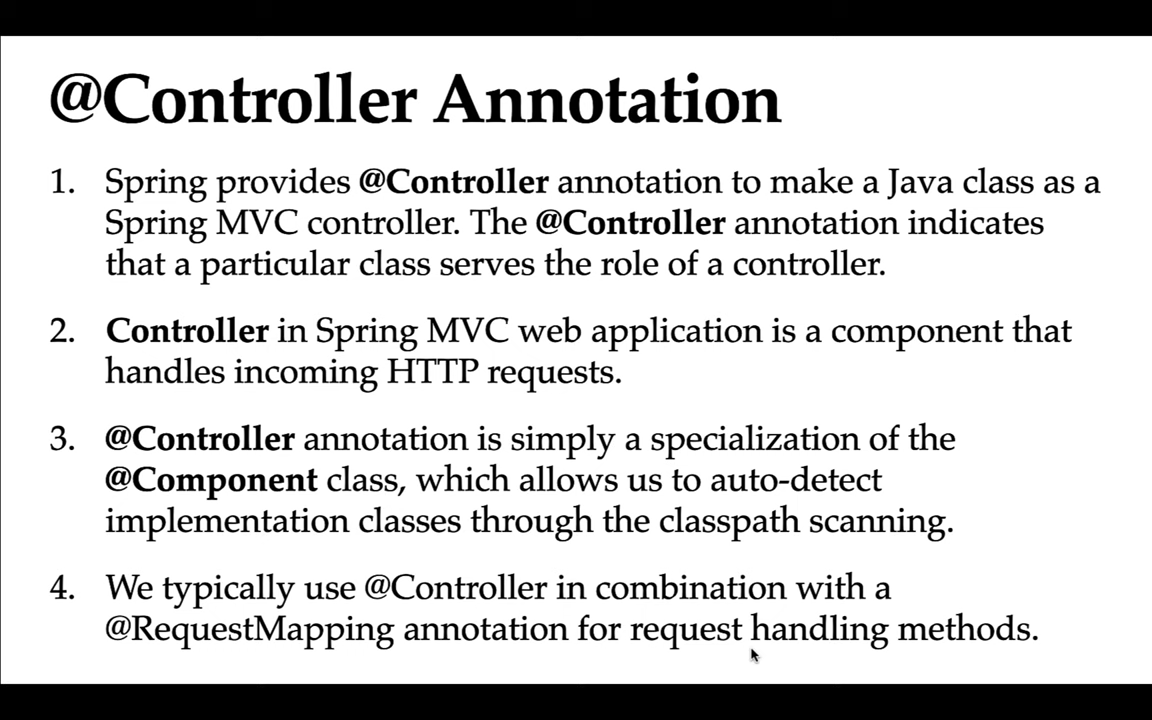 @Controller Annotation
1. Spring provides @Controller annotation to make a Java class as a
Spring MVC controller. The @Controller annotation indicates
that a particular class serves the role of a controller.
2. Controller in Spring MVC web application is a component that
handles incoming HTTP requests.
3. @Controller annotation is simply a specialization of the
@Component class, which allows us to auto-detect
implementation classes through the classpath scanning.
4. We typically use @Controller in combination with a
@RequestMapping annotation for request handling methods.